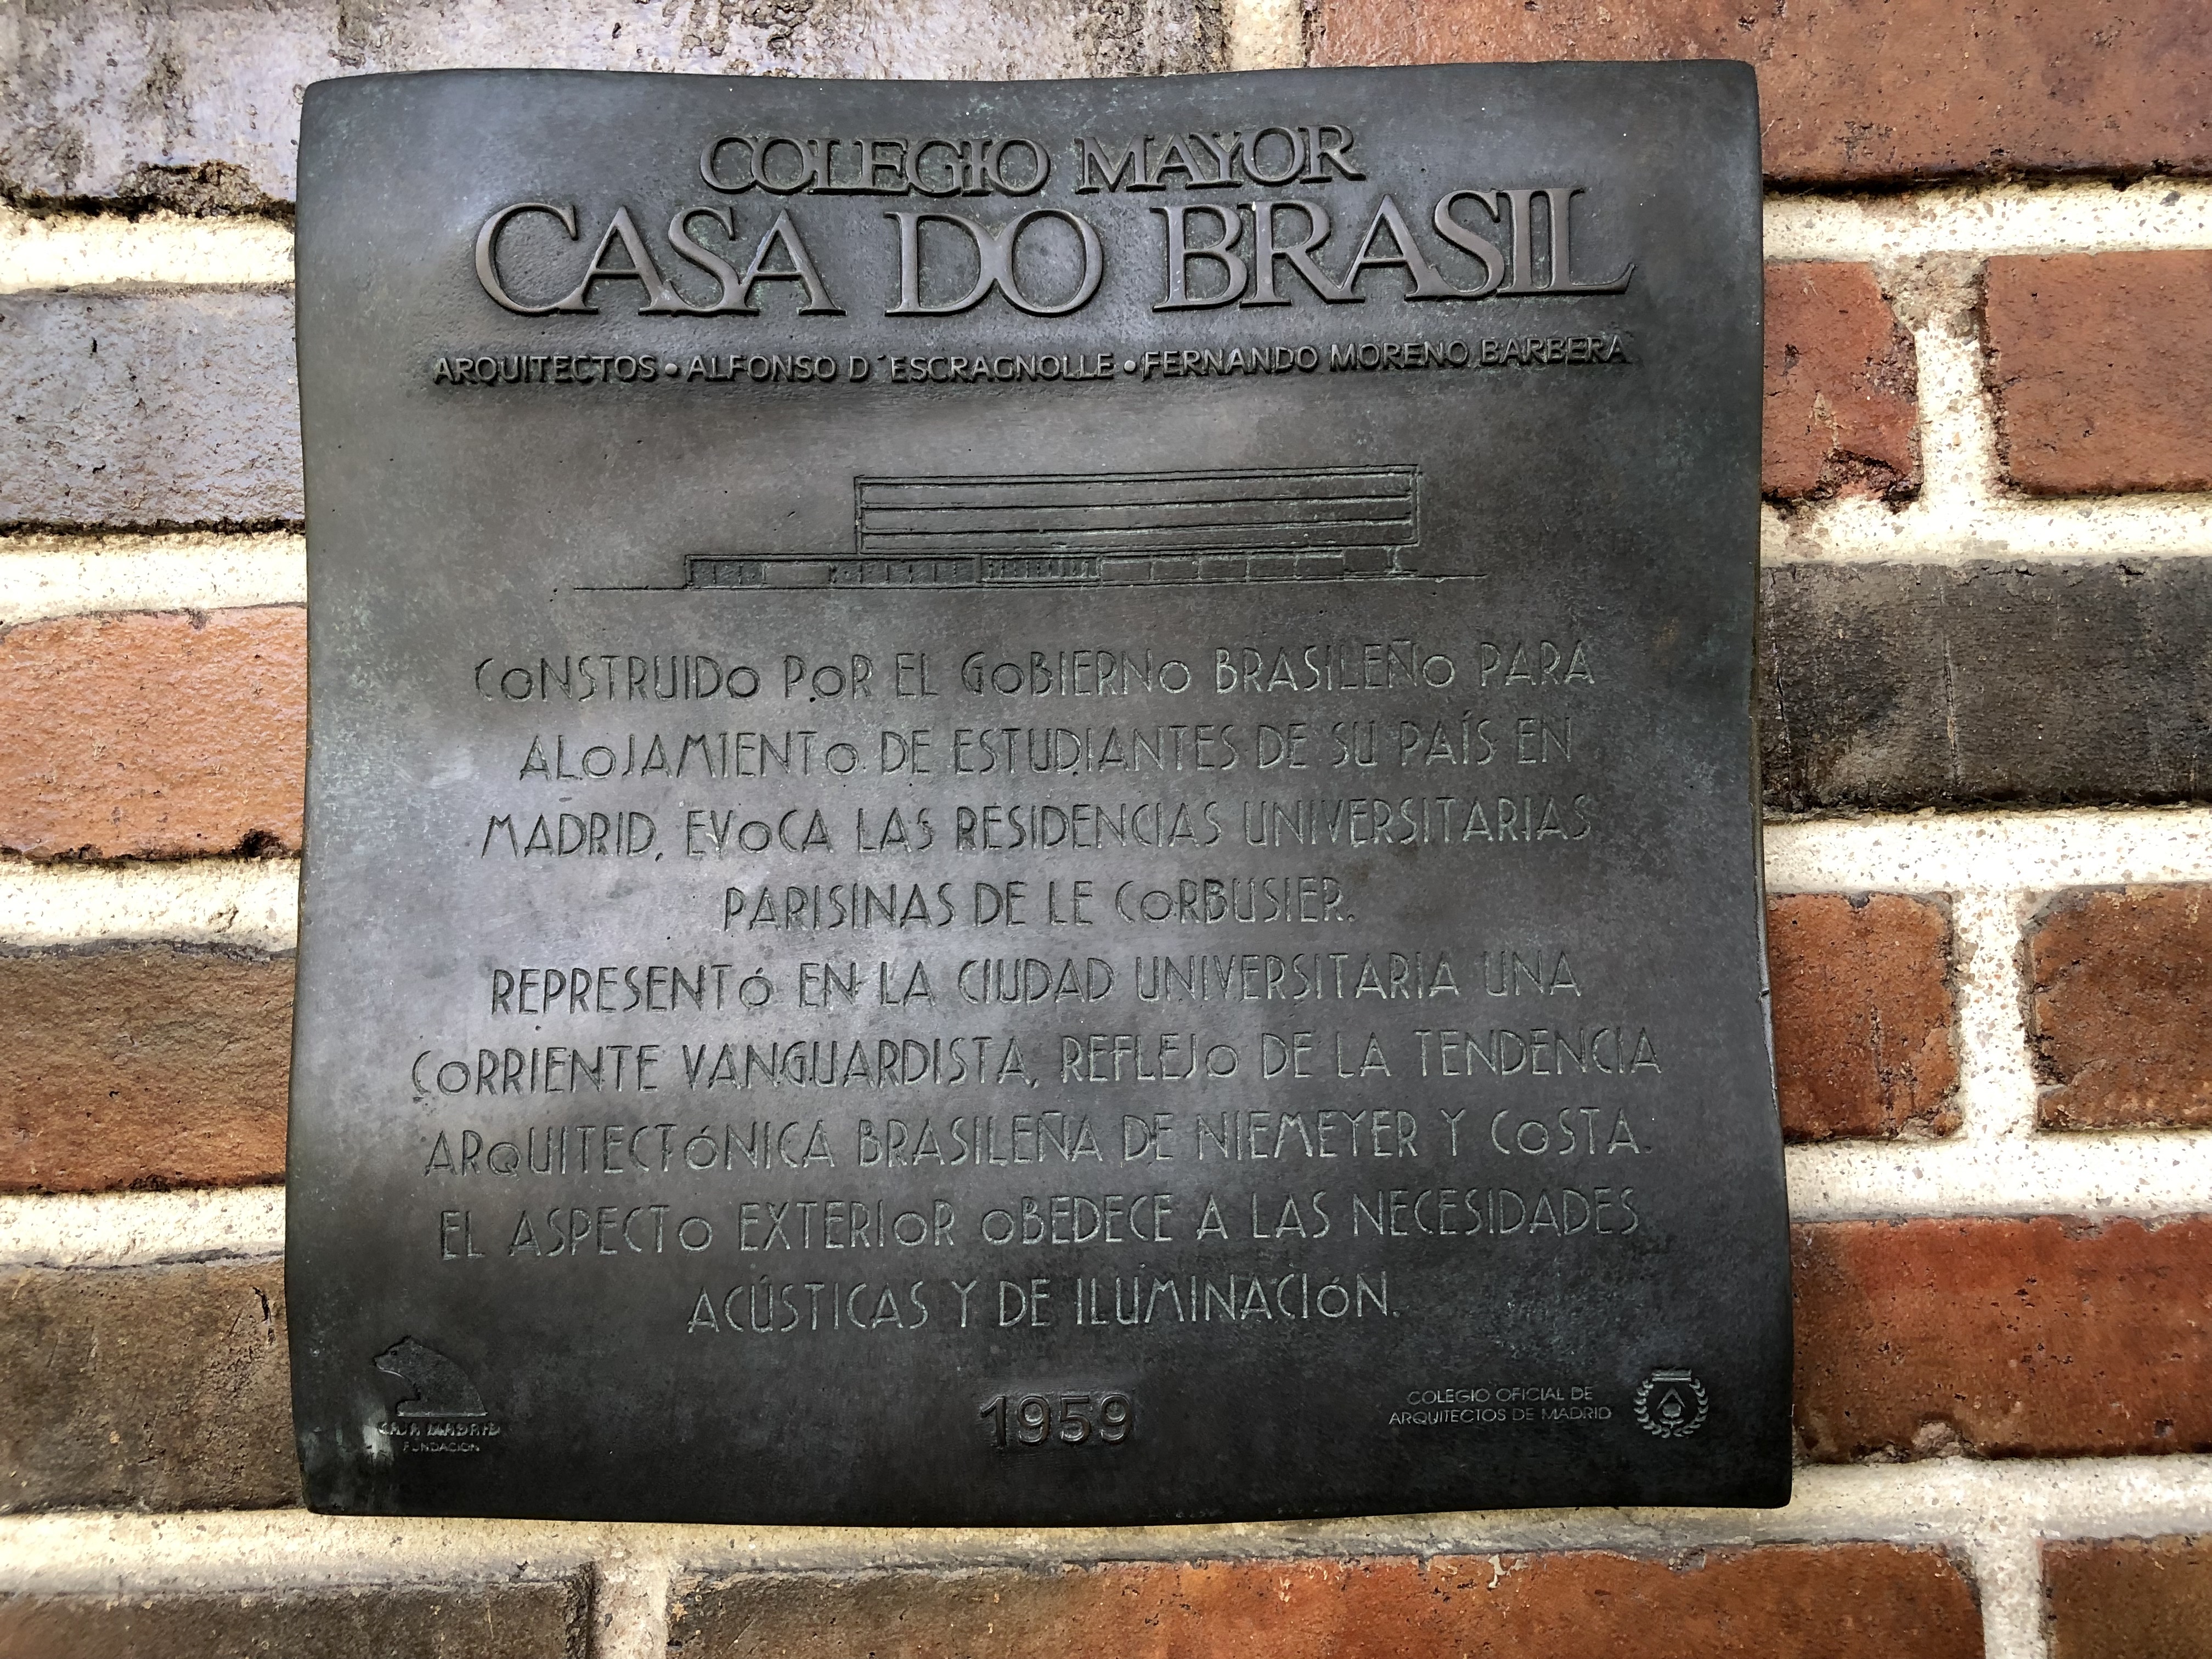 COLEGIO MAYOR
CASA DO BRASIL
ARQUITECTOS • ALFONSO D´ESCRAGNOLLE • FERNANDO MORENO BARBERA
CONSTRUIDO POR EL GOBIERNO BRASILEÑO PARA
ALOJAMIENTO DE ESTUDIANTES DE SU PAÍS EN
MADRID, EVOCA LAS RESIDENCIAS UNIVERSITARIAS
PARISINAS DE LE CORBUSIER.
REPRESENTÓ EN LA CIUDAD UNIVERSITARIA UNA
CORRIENTE VANGUARDISTA, REFLEJO DE LA TENDENCIA
ARQUITECTÓNICA BRASILEÑA DE NIEMEYER Y COSTA.
EL ASPECTO EXTERIOR OBEDECE A LAS NECESIDADES
ACÚSTICAS Y DE ILUMINACIÓN.
CAJA MADRID
FUNDACION
1959
COLEGIO OFICIAL DE
ARQUITECTOS DE MADRID